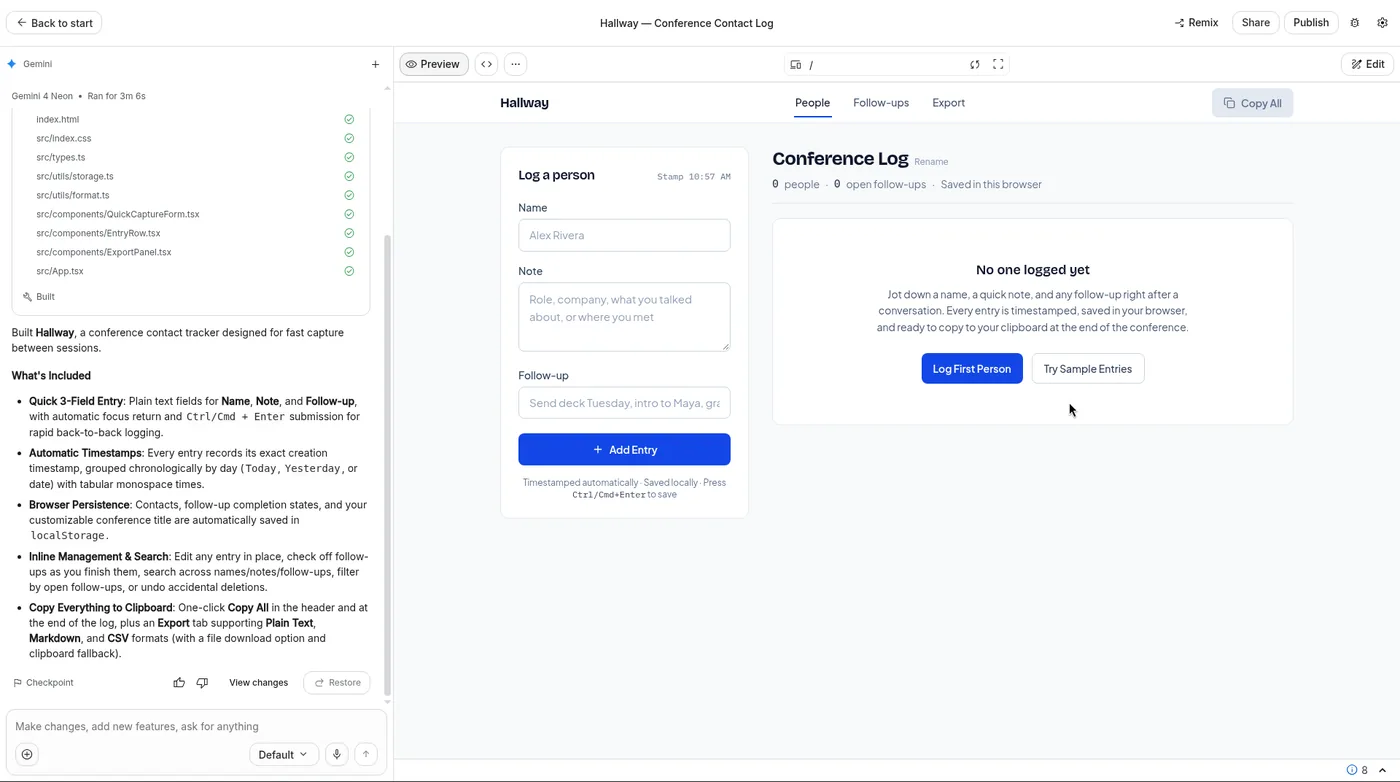 Back to start
Hallway — Conference Contact Log
Remix
Share
Publish
Gemini
Preview
/
Edit
Gemini 4 Neon • Ran for 3m 6s
index.html
src/index.css
src/types.ts
src/utils/storage.ts
src/utils/format.ts
src/components/QuickCaptureForm.tsx
src/components/EntryRow.tsx
src/components/ExportPanel.tsx
src/App.tsx
Built
Built Hallway, a conference contact tracker designed for fast capture
between sessions.
What's Included
• Quick 3-Field Entry: Plain text fields for Name, Note, and Follow-up,
with automatic focus return and Ctrl/Cmd + Enter submission for
rapid back-to-back logging.
• Automatic Timestamps: Every entry records its exact creation
timestamp, grouped chronologically by day (Today, Yesterday, or
date) with tabular monospace times.
• Browser Persistence: Contacts, follow-up completion states, and your
customizable conference title are automatically saved in
localStorage.
• Inline Management & Search: Edit any entry in place, check off follow-
ups as you finish them, search across names/notes/follow-ups, filter
by open follow-ups, or undo accidental deletions.
• Copy Everything to Clipboard: One-click Copy All in the header and at
the end of the log, plus an Export tab supporting Plain Text,
Markdown, and CSV formats (with a file download option and
clipboard fallback).
Checkpoint
View changes
Restore
Make changes, add new features, ask for anything
Default
Hallway
People
Follow-ups
Export
Copy All
Log a person
Stamp 10:57 AM
Name
Alex Rivera
Note
Role, company, what you talked
about, or where you met
Follow-up
Send deck Tuesday, intro to Maya, gra
+ Add Entry
Timestamped automatically · Saved locally · Press
Ctrl/Cmd+Enter to save
Conference Log Rename
0 people · 0 open follow-ups · Saved in this browser
No one logged yet
Jot down a name, a quick note, and any follow-up right after a
conversation. Every entry is timestamped, saved in your browser,
and ready to copy to your clipboard at the end of the conference.
Log First Person
Try Sample Entries
8